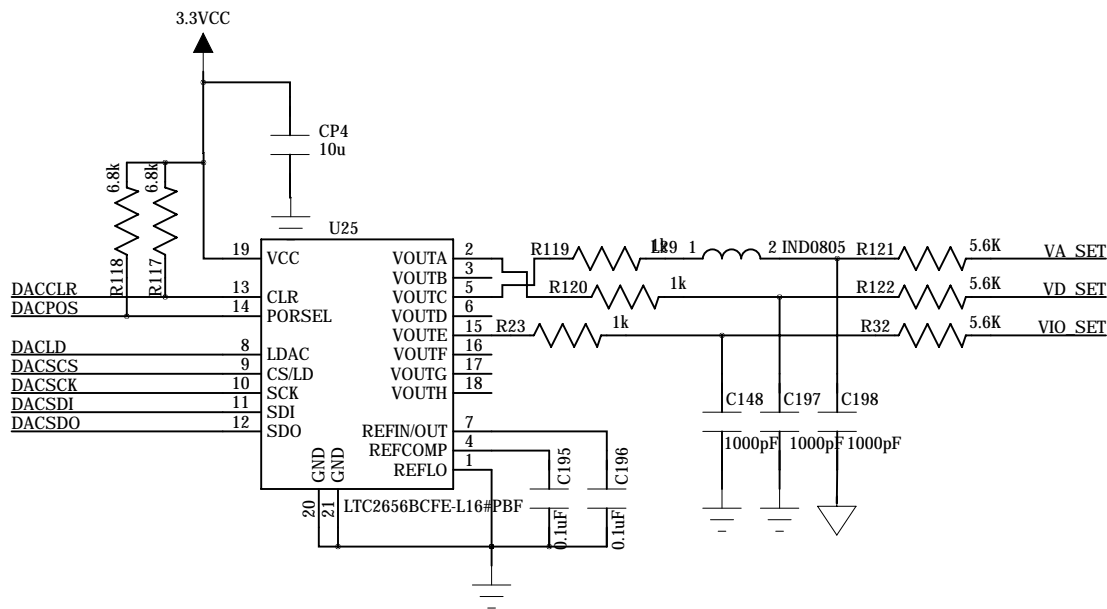 3.3VCC
CP4
10u
6.8k
6.8k
R118
R117
U25
19
VCC
13
CLR
14
PORSEL
8
LDAC
9
CS/LD
10
SCK
11
SDI
12
SDO
DACCLR
DACPOS
DACLD
DACSCS
DACSCK
DACSDI
DACSDO
VOUTA
2
VOUTB
3
VOUTC
5
VOUTD
6
VOUTE
15
VOUTF
16
VOUTG
17
VOUTH
18
REFIN/OUT
7
REFCOMP
4
REFLO
1
GND
GND
20
21
LTC2656BCFE-L16#PBF
C195
0.1uF
C196
0.1uF
R119
1k
1
2 IND0805
R121
5.6K
VA_SET
R120
1k
R122
5.6K
VD_SET
R23
1k
R32
5.6K
VIO_SET
C148
1000pF
C197
1000pF
C198
1000pF